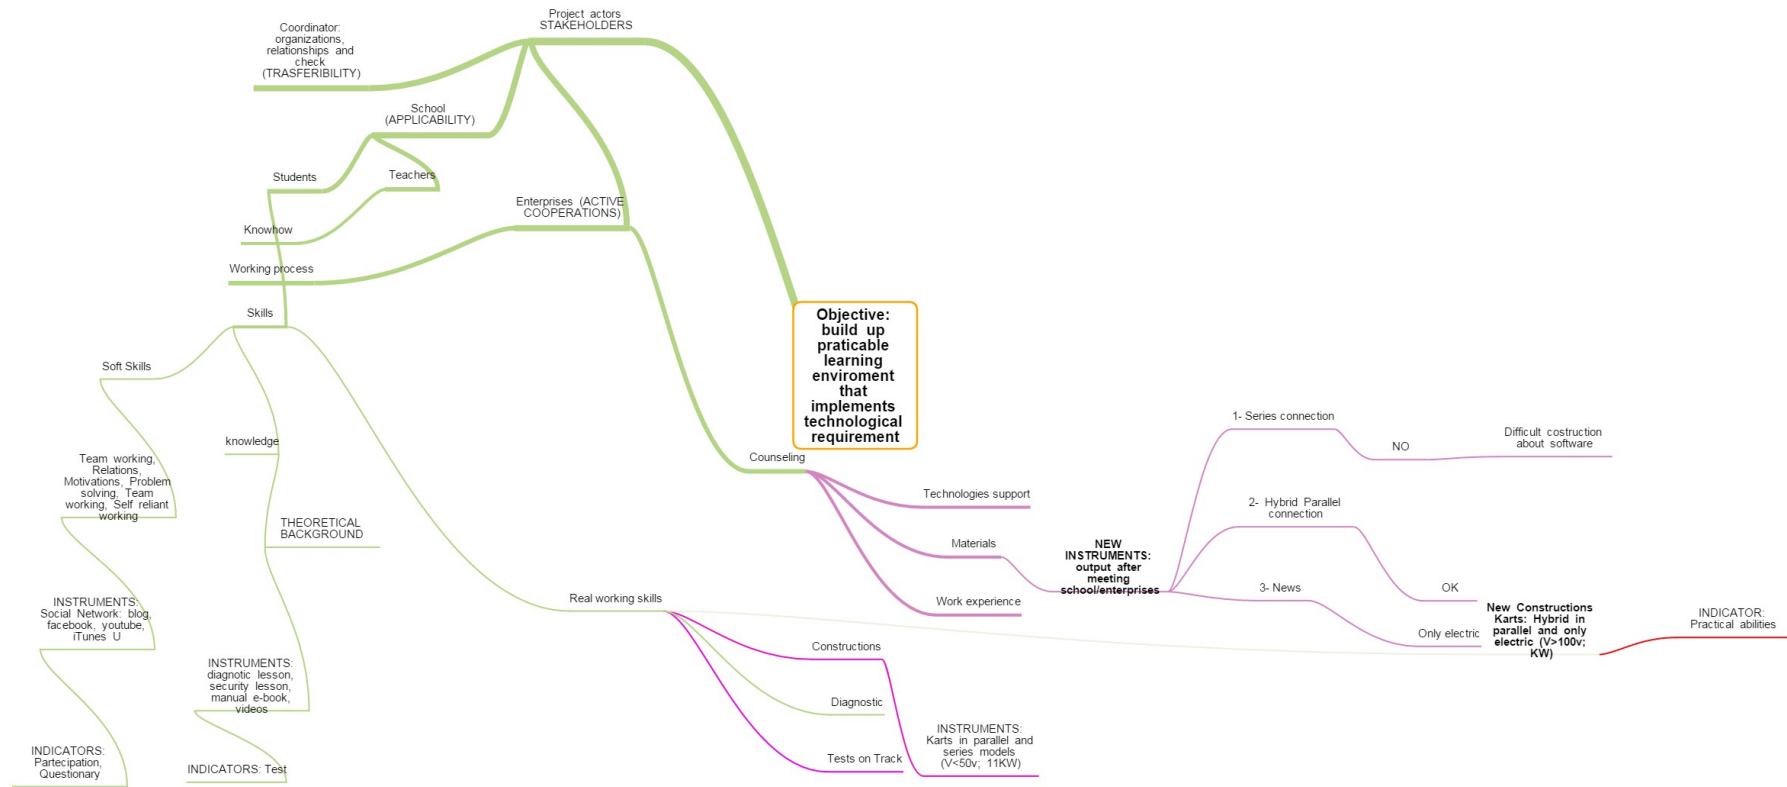 Project actors
STAKEHOLDERS
Coordinator:
organizations,
relationships and
check
(TRASFERIBILITY)
School
(APPLICABILITY)
Students
Teachers
Knowhow
Enterprises (ACTIVE
COOPERATIONS)
Working process
Skills
Soft Skills
Team working,
Relations,
Motivations, Problem
solving, Team
working, Self reliant
working
INSTRUMENTS:
Social Network: blog,
facebook, youtube,
iTunes U
INDICATORS:
Partecipation,
Questionary
knowledge
THEORETICAL
BACKGROUND
INSTRUMENTS:
diagnotic lesson,
security lesson,
manual e-book,
videos
INDICATORS: Test
Objective:
build up
praticable
learning
enviroment
that
implements
technological
requirement
Counseling
Technologies support
Materials
Work experience
NEW
INSTRUMENTS:
output after
meeting
school/enterprises
1- Series connection
NO
Difficult costruction
about software
2- Hybrid Parallel
connection
OK
3- News
Only electric
Real working skills
Constructions
Diagnostic
Tests on Track
INSTRUMENTS:
Karts in parallel and
series models
(V<50v; 11KW)
New Constructions
Karts: Hybrid in
parallel and only
electric (V>100v;
KW)
INDICATOR:
Practical abilities